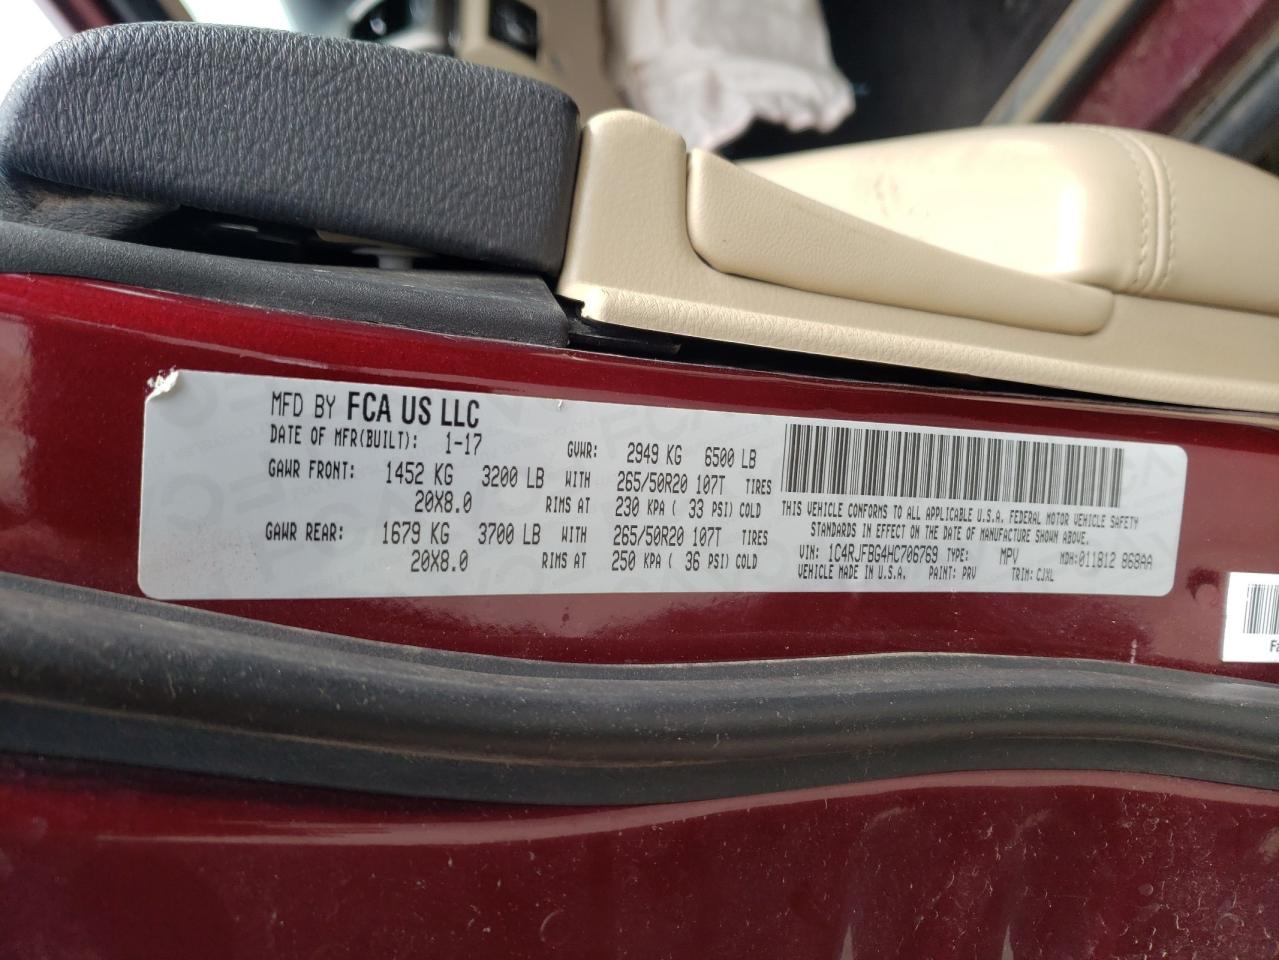 MFD BY FCA US LLC
DATE OF MFR(BUILT): 1-17 GVWR: 2949 KG 6500 LB
GAWR FRONT: 1452 KG 3200 LB WITH 265/50R20 107T TIRES
20X8.0 RIMS AT 230 KPA ( 33 PSI) COLD
GAWR REAR: 1679 KG 3700 LB WITH 265/50R20 107T TIRES
20X8.0 RIMS AT 250 KPA ( 36 PSI) COLD
THIS VEHICLE CONFORMS TO ALL APPLICABLE U.S.A. FEDERAL MOTOR VEHICLE SAFETY
STANDARDS IN EFFECT ON THE DATE OF MANUFACTURE SHOWN ABOVE.
VIN: 1C4RJFBG4HC706769 TYPE: MPV MDH:011812 868AA
VEHICLE MADE IN U.S.A. PAINT: PRV TRIM: CJXL